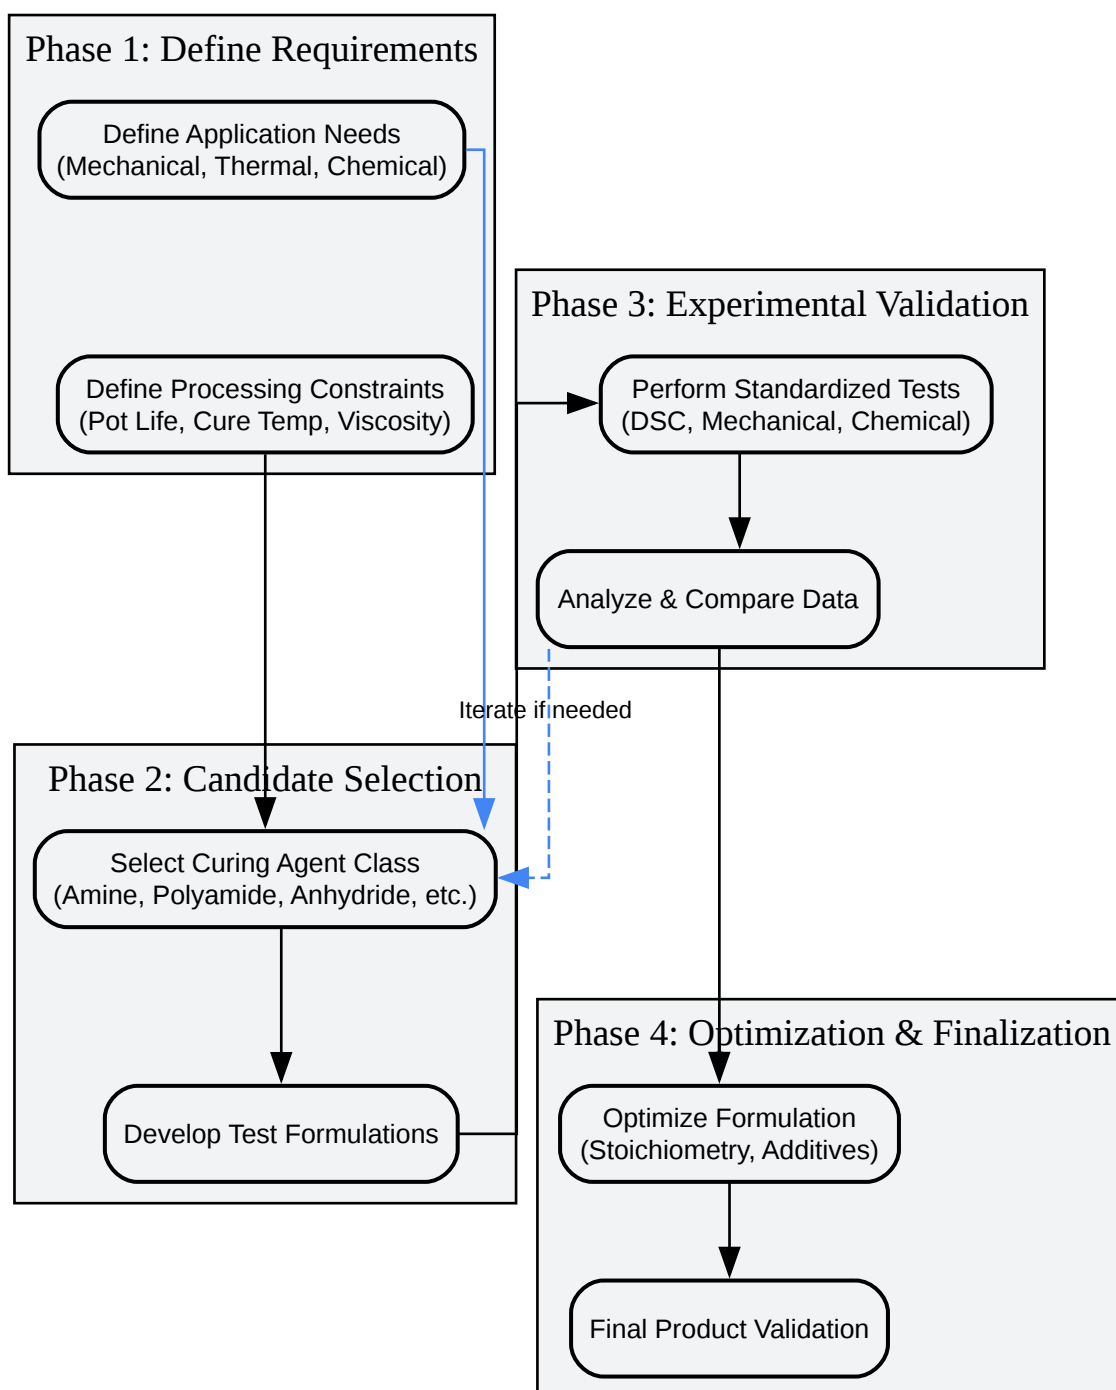 Phase 1: Define Requirements
Define Application Needs
(Mechanical, Thermal, Chemical)
Define Processing Constraints
(Pot Life, Cure Temp, Viscosity)
Phase 3: Experimental Validation
Perform Standardized Tests
(DSC, Mechanical, Chemical)
Analyze & Compare Data
Iterate if needed
Phase 2: Candidate Selection
Select Curing Agent Class
(Amine, Polyamide, Anhydride, etc.)
Develop Test Formulations
Phase 4: Optimization & Finalization
Optimize Formulation
(Stoichiometry, Additives)
Final Product Validation